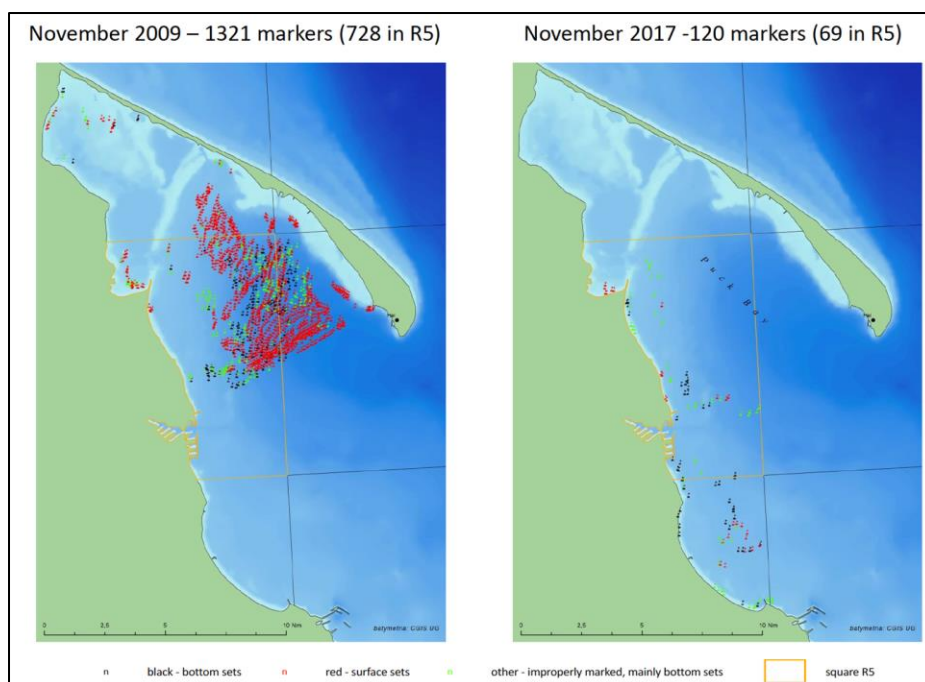 November 2009 – 1321 markers (728 in R5)
November 2017 -120 markers (69 in R5)
Puck Bay
Hel
Hel
0 2,5 5 10 Nm
Batymetria: CGIS UG
0 2,5 5 10 Nm
Batymetria: CGIS UG
n black - bottom sets n red - surface sets n other - improperly marked, mainly bottom sets square R5